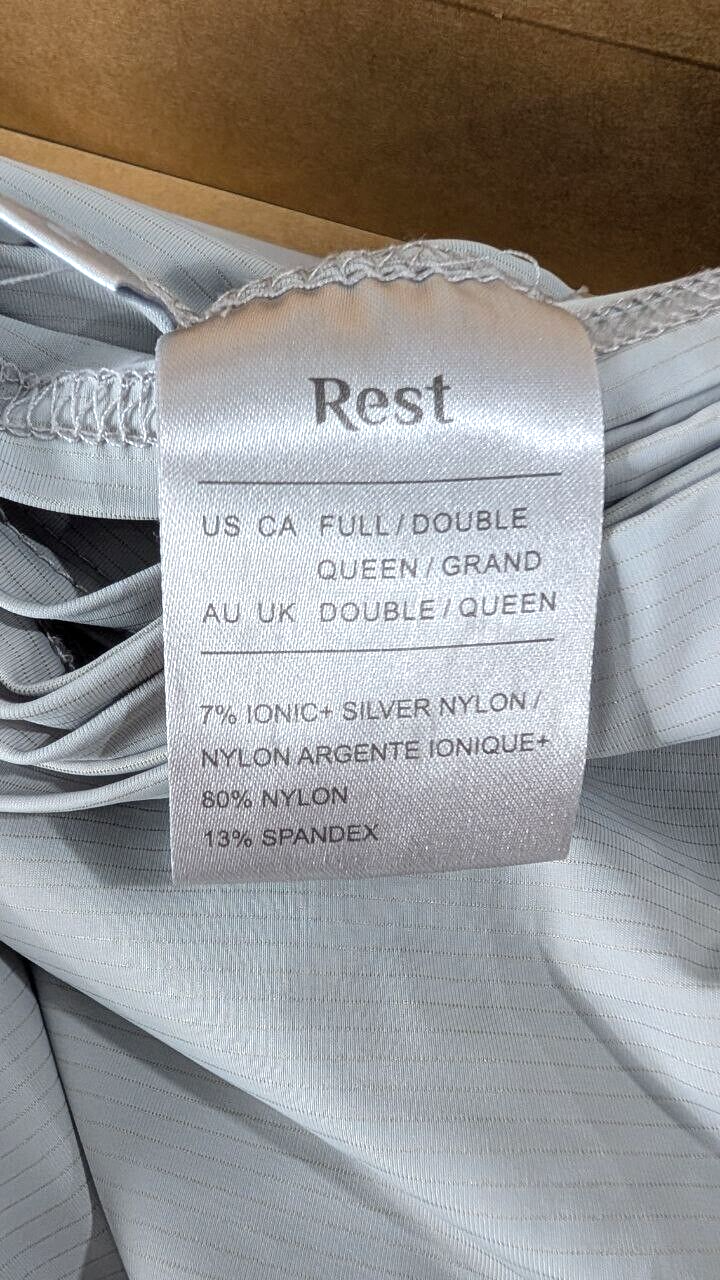 Rest
US CA FULL / DOUBLE
QUEEN / GRAND
AU UK DOUBLE / QUEEN
7% IONIC+ SILVER NYLON /
NYLON ARGENTE IONIQUE+
80% NYLON
13% SPANDEX